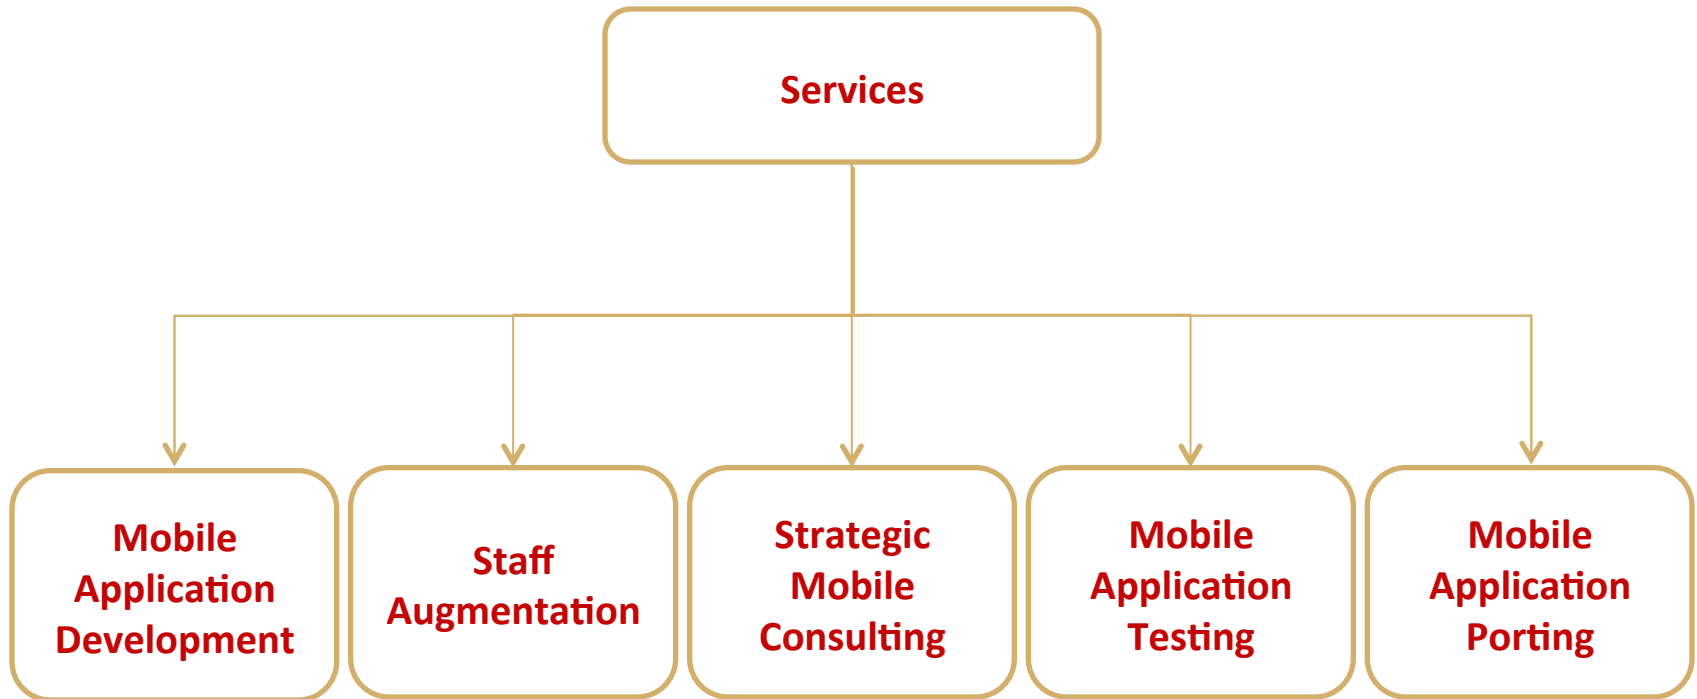 Services
Mobile
Application
Development
Staff
Augmentation
Strategic
Mobile
Consulting
Mobile
Application
Testing
Mobile
Application
Porting